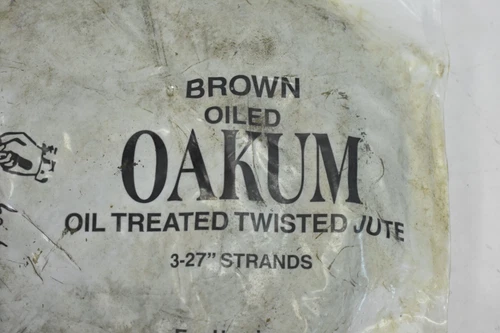 BROWN
OILED
OAKUM
OIL TREATED TWISTED JUTE
3-27" STRANDS